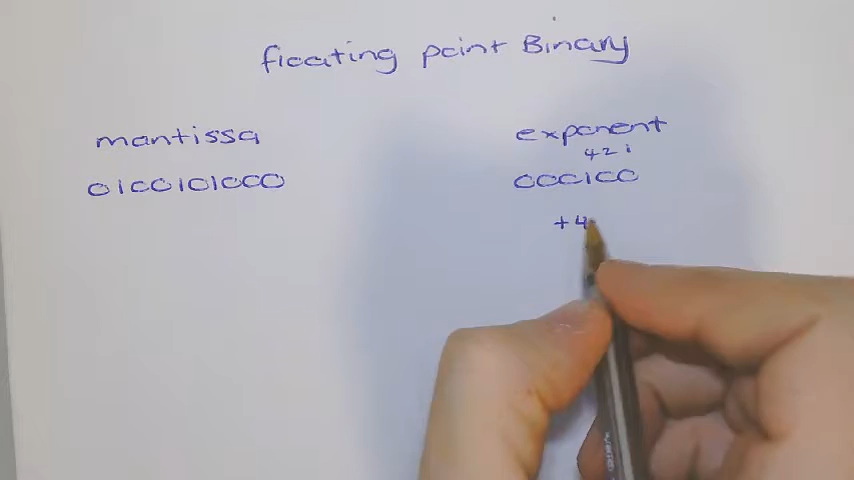 floating point Binary
mantissa
exponent
4 2 1
0100101000
000100
+4